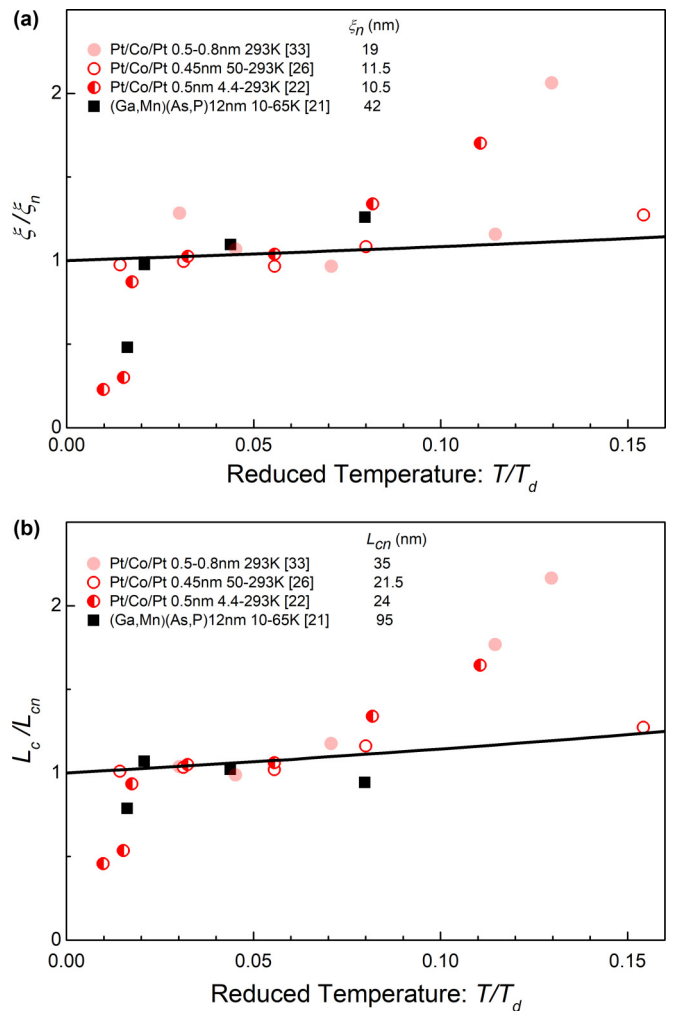 (a)
ξn (nm)
Pt/Co/Pt 0.5-0.8nm 293K [33] 19
Pt/Co/Pt 0.45nm 50-293K [26] 11.5
Pt/Co/Pt 0.5nm 4.4-293K [22] 10.5
(Ga,Mn)(As,P)12nm 10-65K [21] 42
2
1
0
ξ/ξn
0.00 0.05 0.10 0.15
Reduced Temperature: T/Td
(b)
Lcn (nm)
Pt/Co/Pt 0.5-0.8nm 293K [33] 35
Pt/Co/Pt 0.45nm 50-293K [26] 21.5
Pt/Co/Pt 0.5nm 4.4-293K [22] 24
(Ga,Mn)(As,P)12nm 10-65K [21] 95
2
1
0
Lc/Lcn
0.00 0.05 0.10 0.15
Reduced Temperature: T/Td